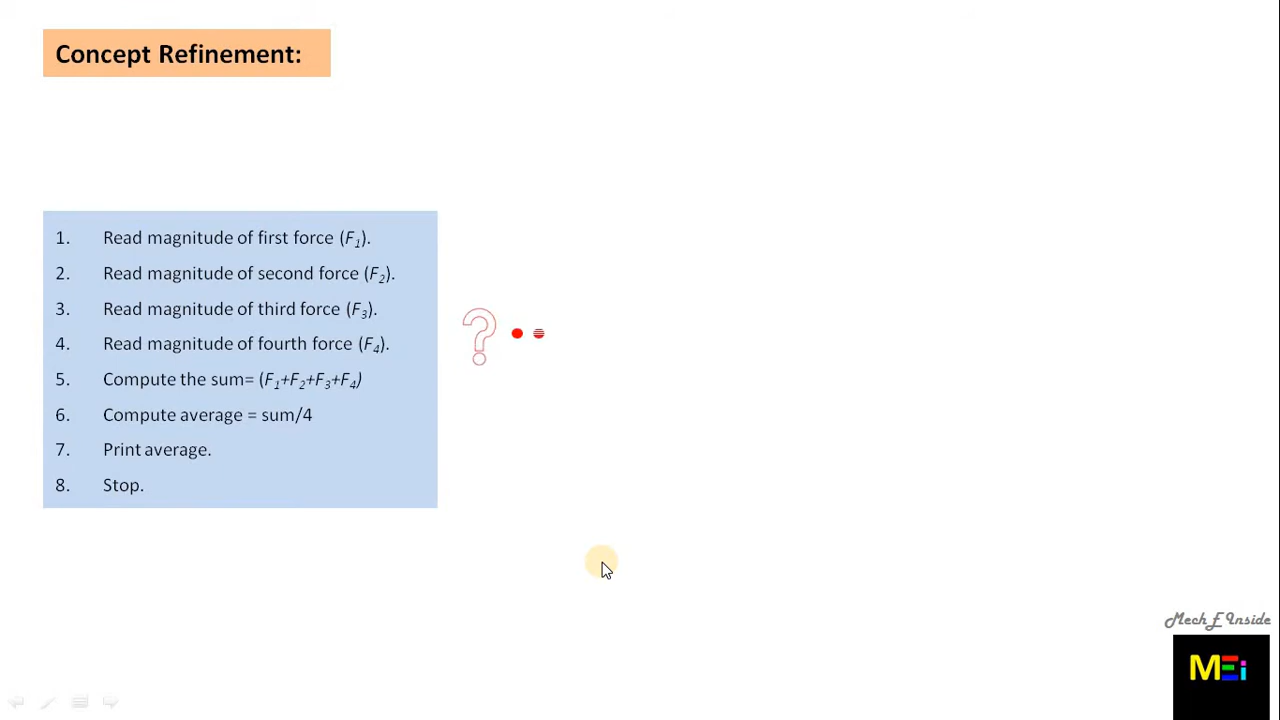 Concept Refinement:
1. Read magnitude of first force (F₁).
2. Read magnitude of second force (F₂).
3. Read magnitude of third force (F₃).
4. Read magnitude of fourth force (F₄).
?
5. Compute the sum= (F₁+F₂+F₃+F₄)
6. Compute average = sum/4
7. Print average.
8. Stop.
Mech E Inside
MEi